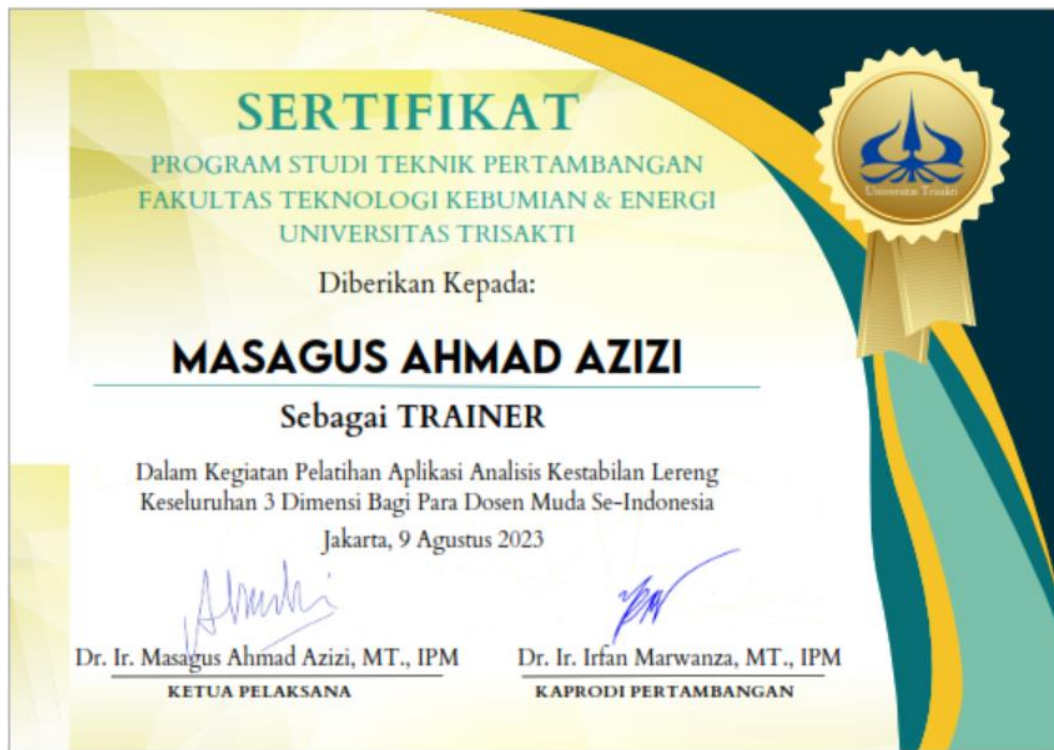 SERTIFIKAT
PROGRAM STUDI TEKNIK PERTAMBANGAN
FAKULTAS TEKNOLOGI KEBUMIAN & ENERGI
UNIVERSITAS TRISAKTI
Universitas Trisakti
Diberikan Kepada:
MASAGUS AHMAD AZIZI
Sebagai TRAINER
Dalam Kegiatan Pelatihan Aplikasi Analisis Kestabilan Lereng
Keseluruhan 3 Dimensi Bagi Para Dosen Muda Se-Indonesia
Jakarta, 9 Agustus 2023
Dr. Ir. Masagus Ahmad Azizi, MT., IPM
KETUA PELAKSANA
Dr. Ir. Irfan Marwanza, MT., IPM
KAPRODI PERTAMBANGAN